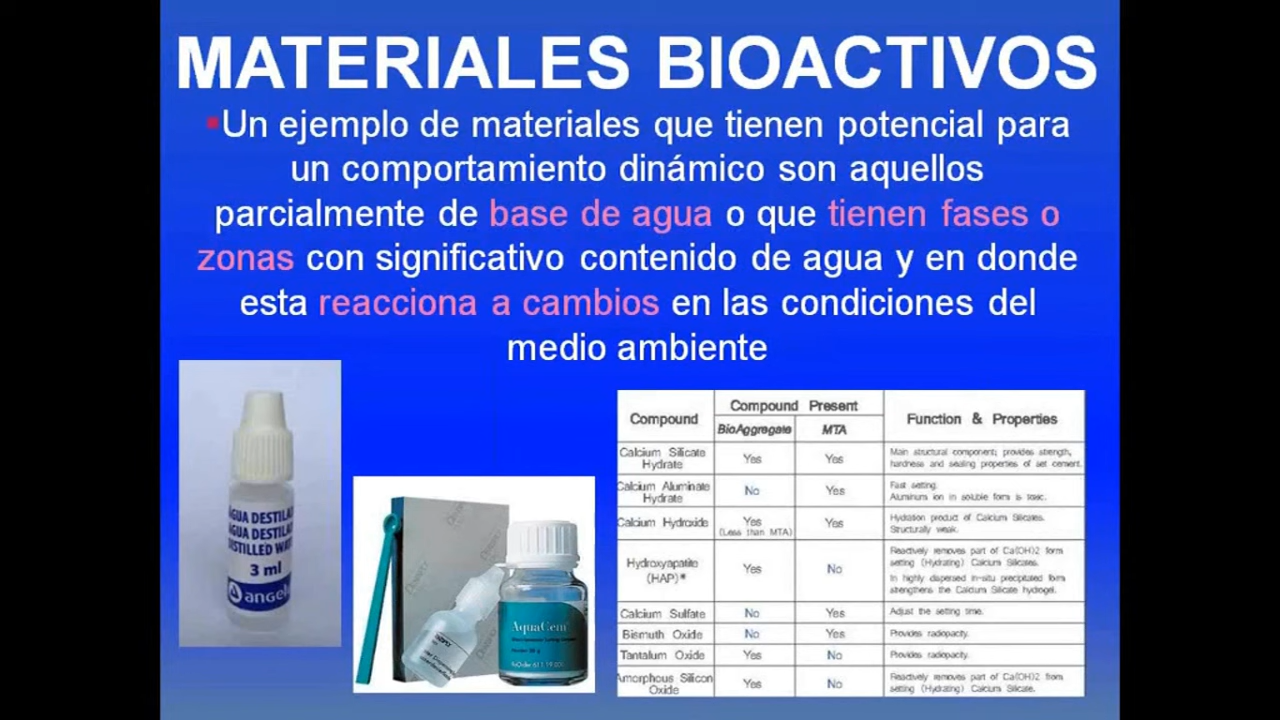 MATERIALES BIOACTIVOS
Un ejemplo de materiales que tienen potencial para
un comportamiento dinámico son aquellos
parcialmente de base de agua o que tienen fases o
zonas con significativo contenido de agua y en donde
esta reacciona a cambios en las condiciones del
medio ambiente
AGUA DESTILA
AGUA DESTILA
DISTILLED WAT
3 ml
angelu
AquaCem
Compound
Compound Present
Function & Properties
BioAggregate
MTA
Calcium Silicate
Hydrate
Yes
Yes
Main structural component; provides strength,
hardness and sealing properties of set cement.
Calcium Aluminate
Hydrate
No
Yes
Fast setting.
Aluminum ion in soluble form is toxic.
Calcium Hydroxide
Yes
(Less than MTA)
Yes
Hydration product of Calcium Silicates.
Structurally weak.
Hydroxyapatite
(HAP)*
Yes
No
Reactively removes part of Ca(OH)2 form
setting (Hydrating) Calcium Silicates.
In highly dispersed in-situ precipitated form
strengthens the Calcium Silicate hydrogel.
Calcium Sulfate
No
Yes
Adjust the setting time.
Bismuth Oxide
No
Yes
Provides radiopacity.
Tantalum Oxide
Yes
No
Provides radiopacity.
Amorphous Silicon
Oxide
Yes
No
Reactively removes part of Ca(OH)2 from
setting (Hydrating) Calcium Silicate.